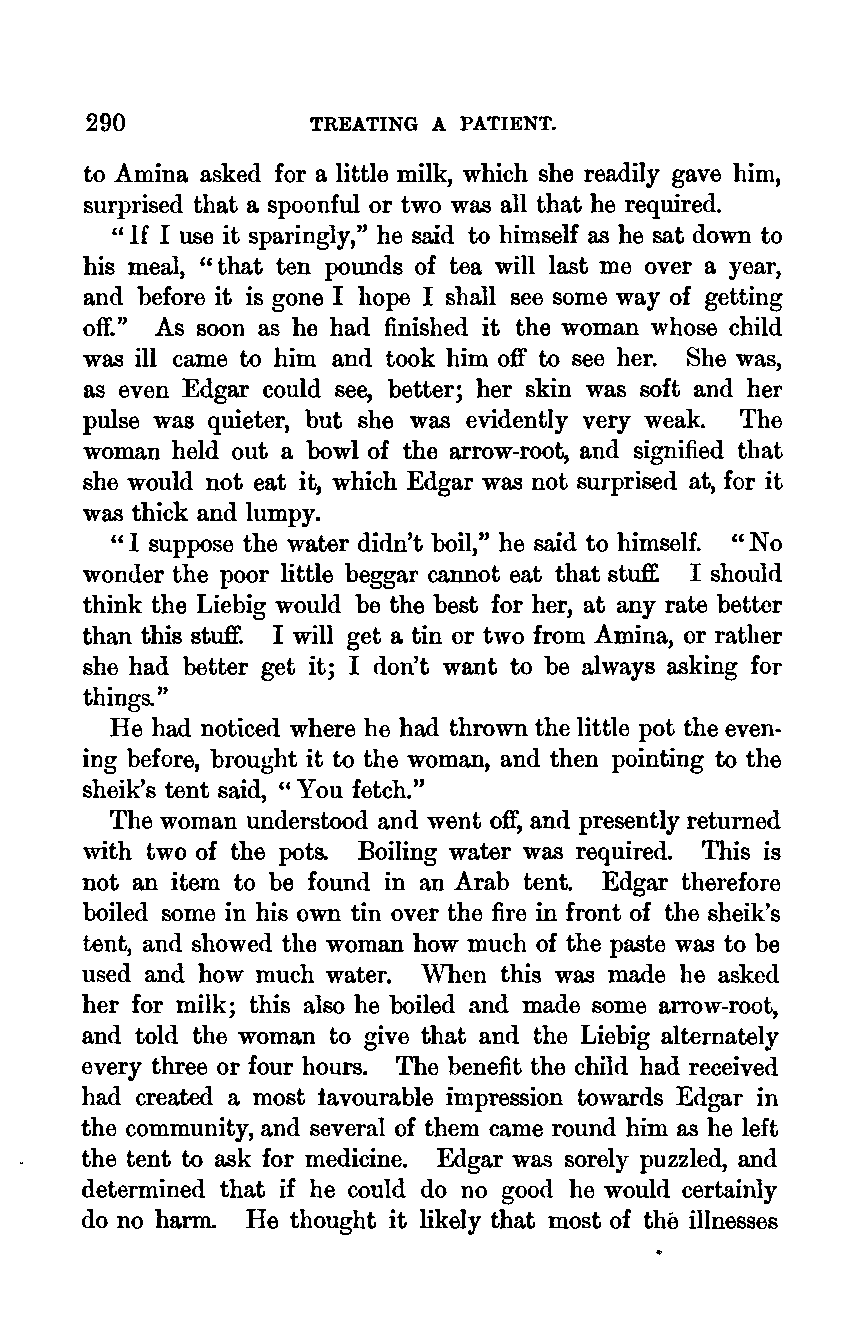 290 TREATING A PATIENT.
to Amina asked for a little milk, which she readily gave him,
surprised that a spoonful or two was all that he required.
"If I use it sparingly," he said to himself as he sat down to
his meal, "that ten pounds of tea will last me over a year,
and before it is gone I hope I shall see some way of getting
off." As soon as he had finished it the woman whose child
was ill came to him and took him off to see her. She was,
as even Edgar could see, better; her skin was soft and her
pulse was quieter, but she was evidently very weak. The
woman held out a bowl of the arrow-root, and signified that
she would not eat it, which Edgar was not surprised at, for it
was thick and lumpy.
"I suppose the water didn't boil," he said to himself. "No
wonder the poor little beggar cannot eat that stuff. I should
think the Liebig would be the best for her, at any rate better
than this stuff. I will get a tin or two from Amina, or rather
she had better get it; I don't want to be always asking for
things."
He had noticed where he had thrown the little pot the even-
ing before, brought it to the woman, and then pointing to the
sheik's tent said, "You fetch."
The woman understood and went off, and presently returned
with two of the pots. Boiling water was required. This is
not an item to be found in an Arab tent. Edgar therefore
boiled some in his own tin over the fire in front of the sheik's
tent, and showed the woman how much of the paste was to be
used and how much water. When this was made he asked
her for milk; this also he boiled and made some arrow-root,
and told the woman to give that and the Liebig alternately
every three or four hours. The benefit the child had received
had created a most favourable impression towards Edgar in
the community, and several of them came round him as he left
the tent to ask for medicine. Edgar was sorely puzzled, and
determined that if he could do no good he would certainly
do no harm. He thought it likely that most of the illnesses